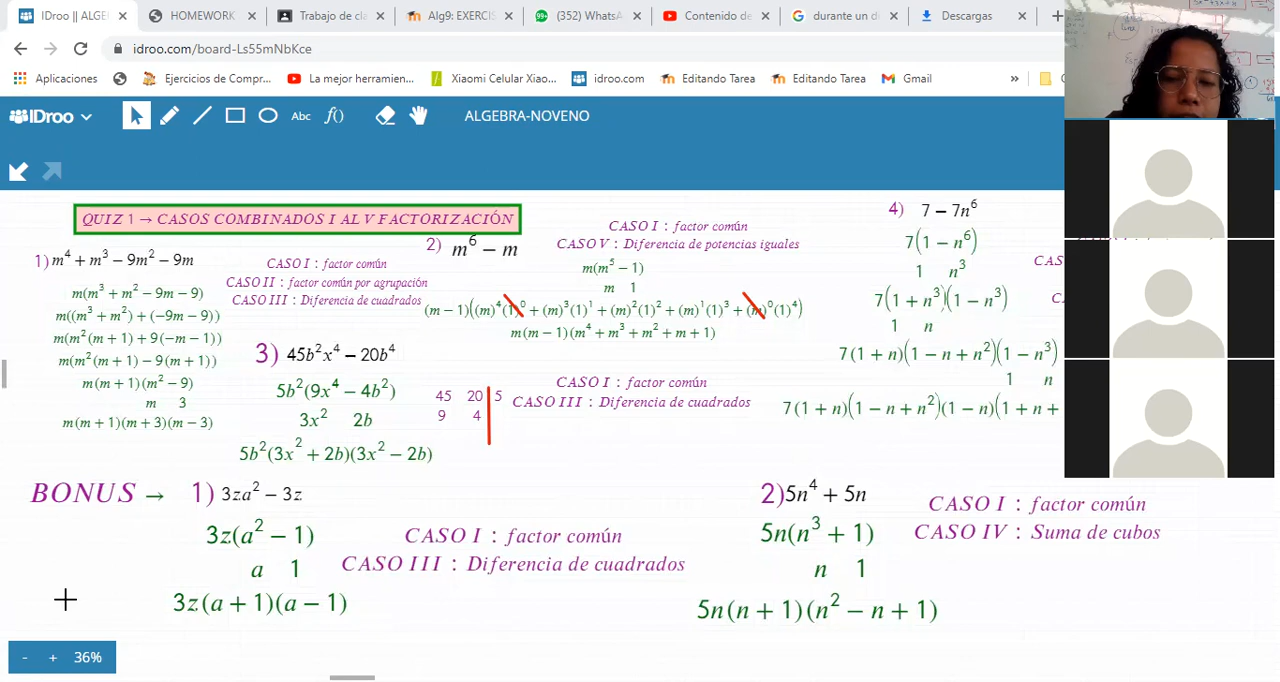 IDroo || ALGE
HOMEWORK
Trabajo de cla
Alg9: EXERCIS
(352) WhatsA
Contenido de
durante un di
Descargas
idroo.com/board-Ls55mNbKce
Aplicaciones
Ejercicios de Compr...
La mejor herramien...
Xiaomi Celular Xiao...
idroo.com
Editando Tarea
Editando Tarea
Gmail
»
IDroo
Abc
f()
ALGEBRA-NOVENO
QUIZ 1 → CASOS COMBINADOS I AL V FACTORIZACIÓN
1) m⁴ + m³ − 9m² − 9m
m(m³ + m² − 9m − 9)
m((m³ + m²) + (−9m − 9))
m(m²(m + 1) + 9(−m − 1))
m(m²(m + 1) − 9(m + 1))
m(m + 1)(m² − 9)
m 3
m(m + 1)(m + 3)(m − 3)
CASO I : factor común
CASO II : factor común por agrupación
CASO III : Diferencia de cuadrados
2) m⁶ − m
CASO I : factor común
CASO V : Diferencia de potencias iguales
m(m⁵ − 1)
m 1
(m − 1)((m)⁴(1)⁰ + (m)³(1)¹ + (m)²(1)² + (m)¹(1)³ + (m)⁰(1)⁴)
m(m − 1)(m⁴ + m³ + m² + m + 1)
3) 45b²x⁴ − 20b⁴
5b²(9x⁴ − 4b²)
3x² 2b
5b²(3x² + 2b)(3x² − 2b)
45 20 5
9 4
CASO I : factor común
CASO III : Diferencia de cuadrados
4) 7 − 7n⁶
7(1 − n⁶)
1 n³
7(1 + n³)(1 − n³)
1 n
7(1 + n)(1 − n + n²)(1 − n³)
1 n
7(1 + n)(1 − n + n²)(1 − n)(1 + n +
CAS
BONUS → 1) 3za² − 3z
3z(a² − 1)
a 1
3z(a + 1)(a − 1)
CASO I : factor común
CASO III : Diferencia de cuadrados
2) 5n⁴ + 5n
5n(n³ + 1)
n 1
5n(n + 1)(n² − n + 1)
CASO I : factor común
CASO IV : Suma de cubos
- + 36%